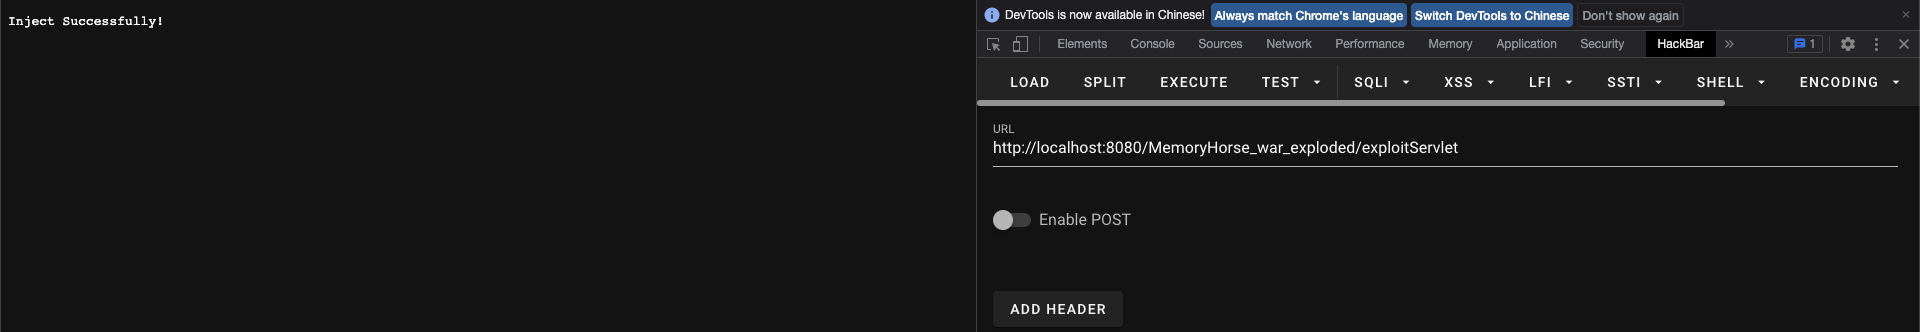 Inject Successfully!
DevTools is now available in Chinese! Always match Chrome's language Switch DevTools to Chinese Don't show again ×
Elements Console Sources Network Performance Memory Application Security HackBar » 1
LOAD SPLIT EXECUTE TEST SQLI XSS LFI SSTI SHELL ENCODING
URL
http://localhost:8080/MemoryHorse_war_exploded/exploitServlet
Enable POST
ADD HEADER